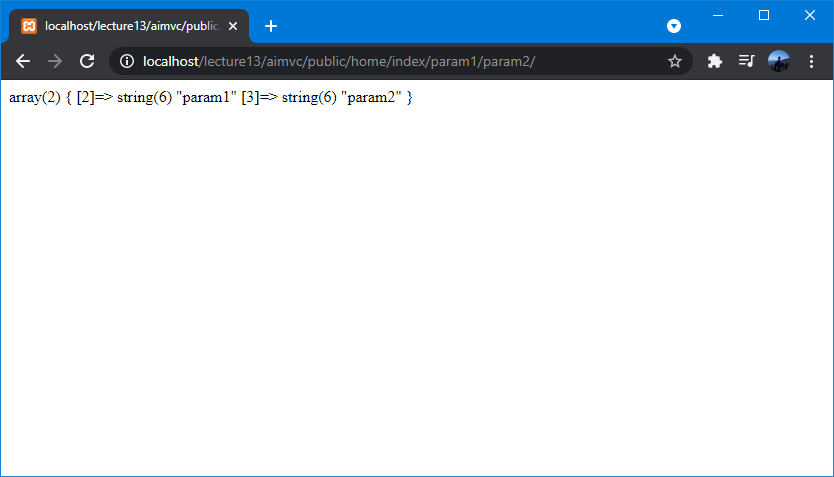 localhost/lecture13/aimvc/public
localhost/lecture13/aimvc/public/home/index/param1/param2/
array(2) { [2]=> string(6) "param1" [3]=> string(6) "param2" }